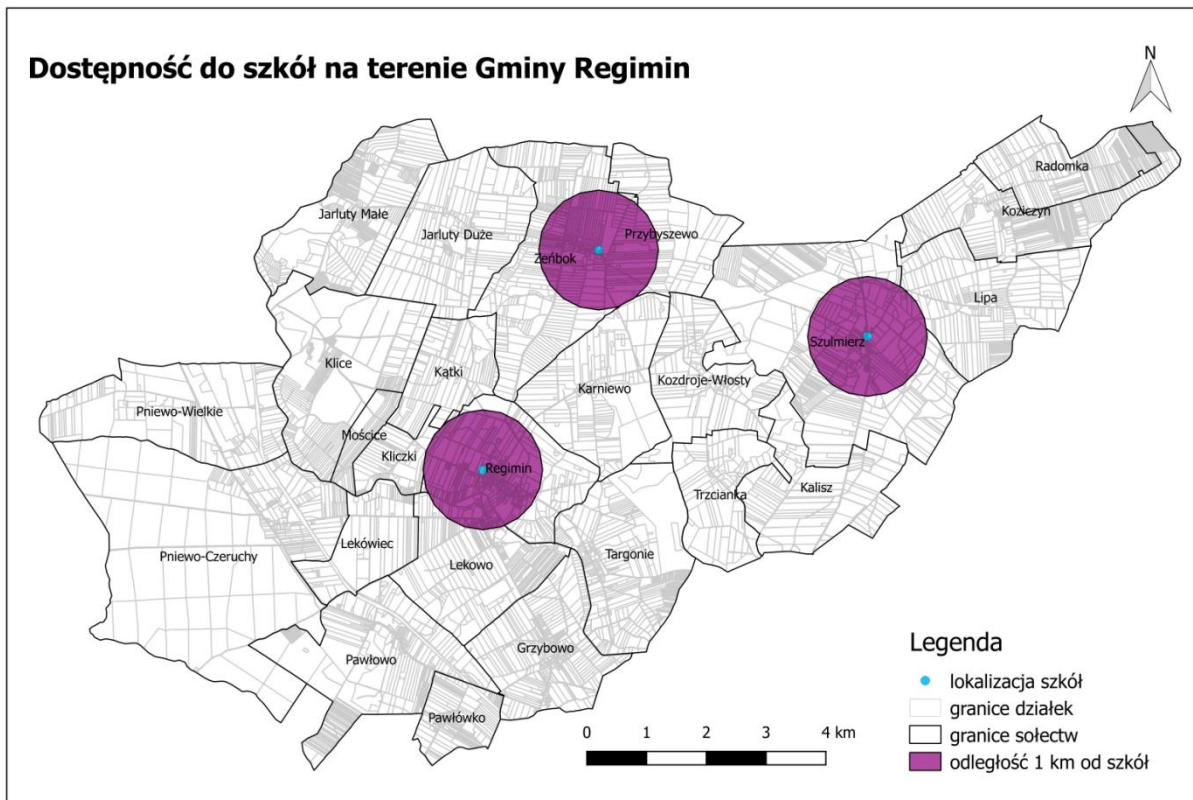 Dostępność do szkół na terenie Gminy Regimin
N
Radomka
Koziczyn
Jarluty Małe
Jarluty Duże
Przybyszewo
Zeńbok
Lipa
Szulmierz
Klice
Kątki
Karniewo
Kozdroje-Włosty
Pniewo-Wielkie
Mościce
Kliczki
Regimin
Trzcianka
Kalisz
Pniewo-Czeruchy
Lekówiec
Lekowo
Targonie
Grzybowo
Pawłowo
Pawłówko
0 1 2 3 4 km
Legenda
lokalizacja szkół
granice działek
granice sołectw
odległość 1 km od szkół